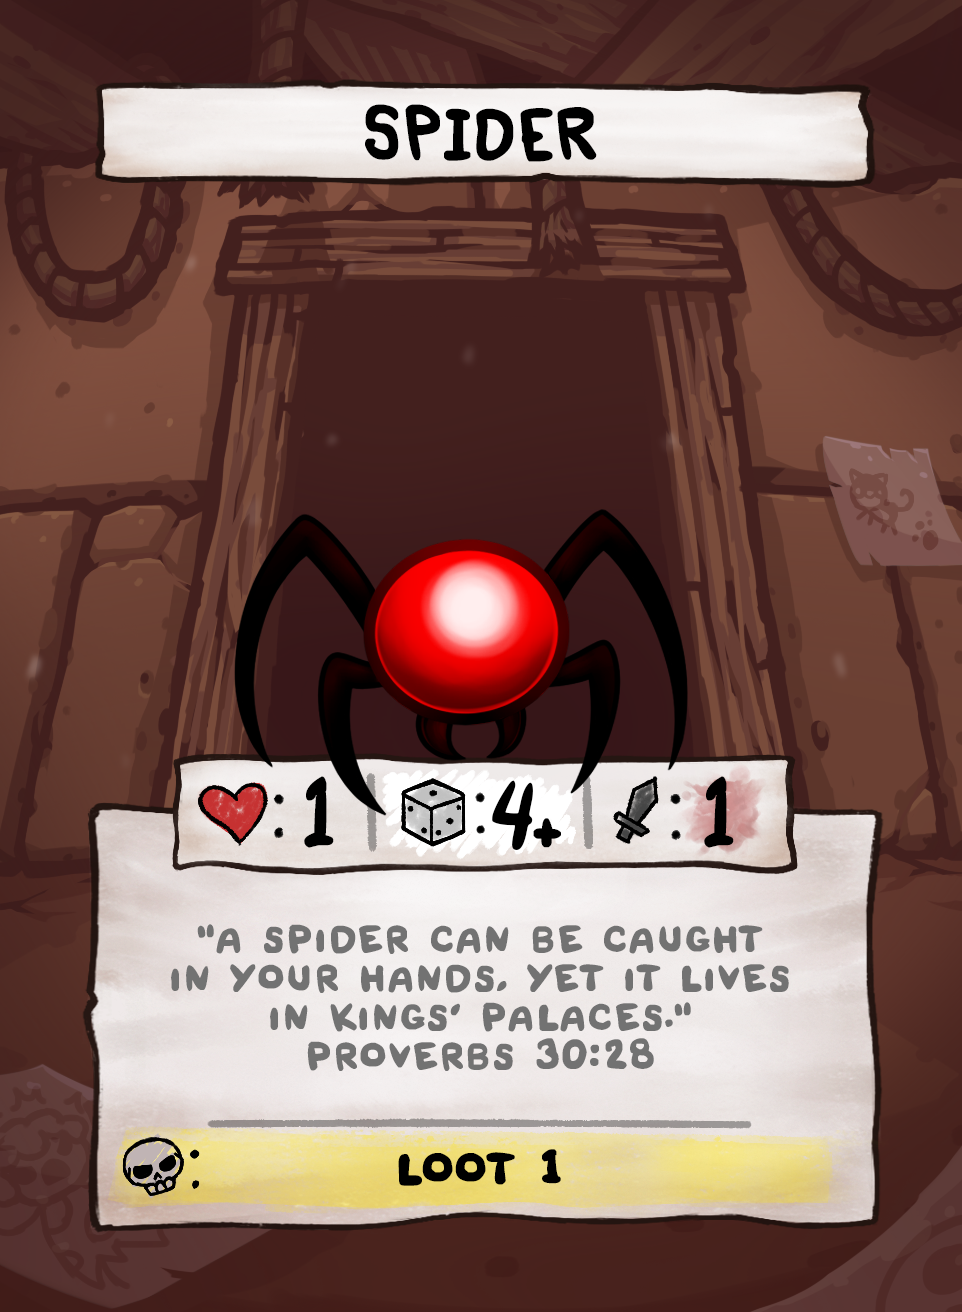 SPIDER
:1 :4+ :1
"A SPIDER CAN BE CAUGHT
IN YOUR HANDS, YET IT LIVES
IN KINGS' PALACES."
PROVERBS 30:28
: LOOT 1